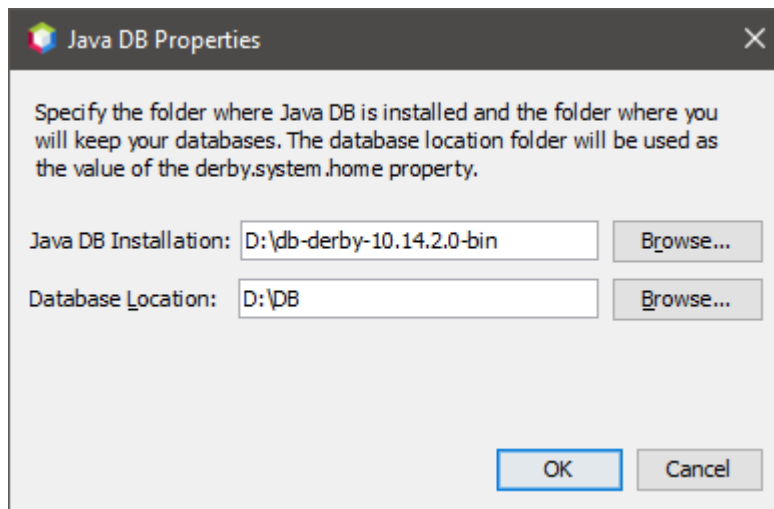 Java DB Properties
Specify the folder where Java DB is installed and the folder where you
will keep your databases. The database location folder will be used as
the value of the derby.system.home property.
Java DB Installation: D:\db-derby-10.14.2.0-bin Browse...
Database Location: D:\DB Browse...
OK Cancel